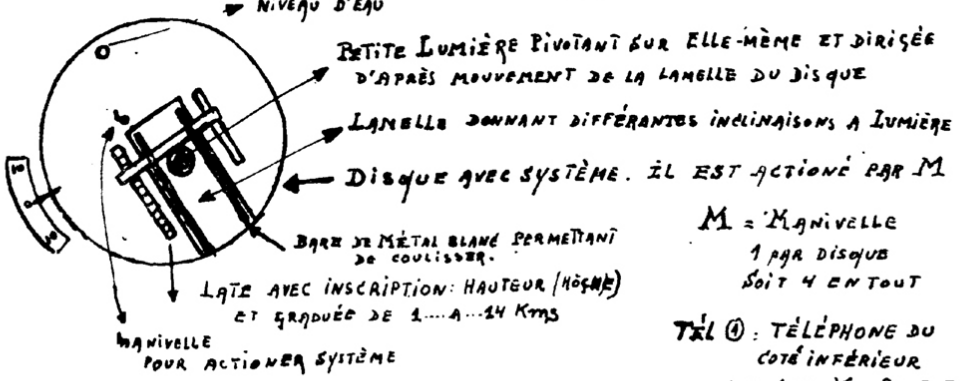 NIVEAU D'EAU
PETITE LUMIÈRE PIVOTANT SUR ELLE-MÊME ET DIRIGÉE
D'APRÈS MOUVEMENT DE LA LAMELLE DU DISQUE
LAMELLE DONNANT DIFFÉRANTES INCLINAISONS A LUMIÈRE
DISQUE AVEC SYSTÈME. IL EST ACTIONÉ PAR M
M = MANIVELLE
1 PAR DISQUE
SOIT 4 EN TOUT
BARE DE MÉTAL BLANC PERMETTANT
DE COULISSER.
LATE AVEC INSCRIPTION: HAUTEUR (HÖGHE)
ET GRADUÉE DE 1....A...14 KMS
MANIVELLE
POUR ACTIONER SYSTÈME
TÉL ①: TÉLÉPHONE DU
COTÉ INFÉRIEUR